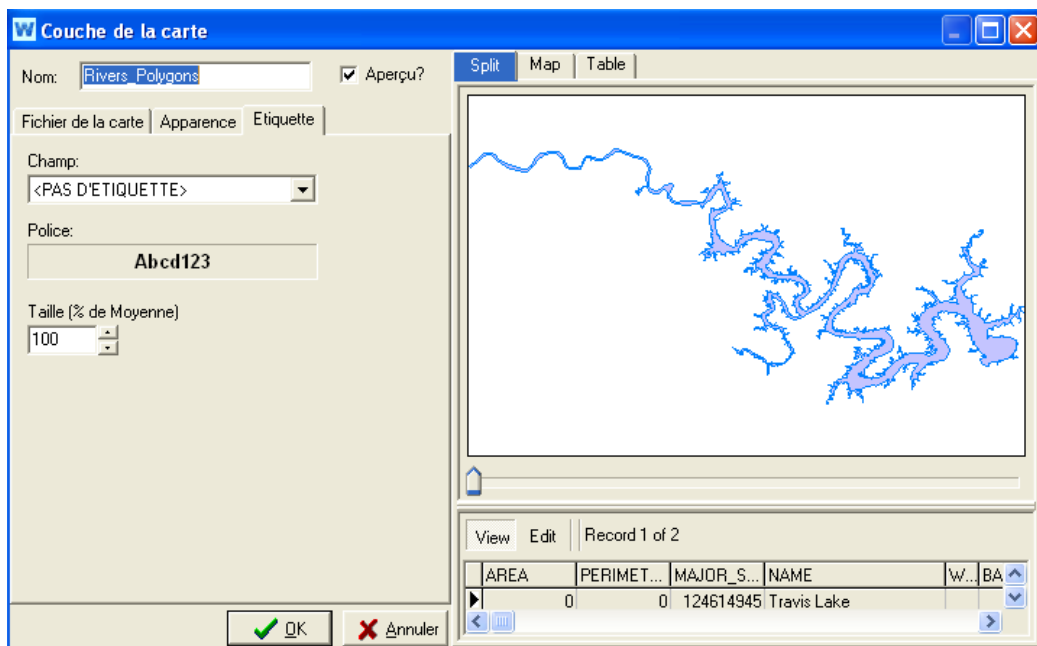 W Couche de la carte
Nom: Rivers_Polygons Aperçu?
Fichier de la carte Apparence Etiquette
Champ:
<PAS D'ETIQUETTE>
Police:
Abcd123
Taille (% de Moyenne)
100
OK Annuler
Split Map Table
View Edit Record 1 of 2
AREA PERIMET... MAJOR_S... NAME W... BA
0 0 124614945 Travis Lake